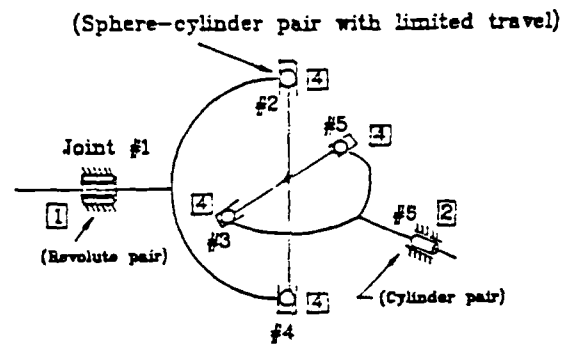 (Sphere-cylinder pair with limited travel)
4
#2
#5
4
Joint #1
4
1
#3
#5
2
(Revolute pair)
4
(Cylinder pair)
#4